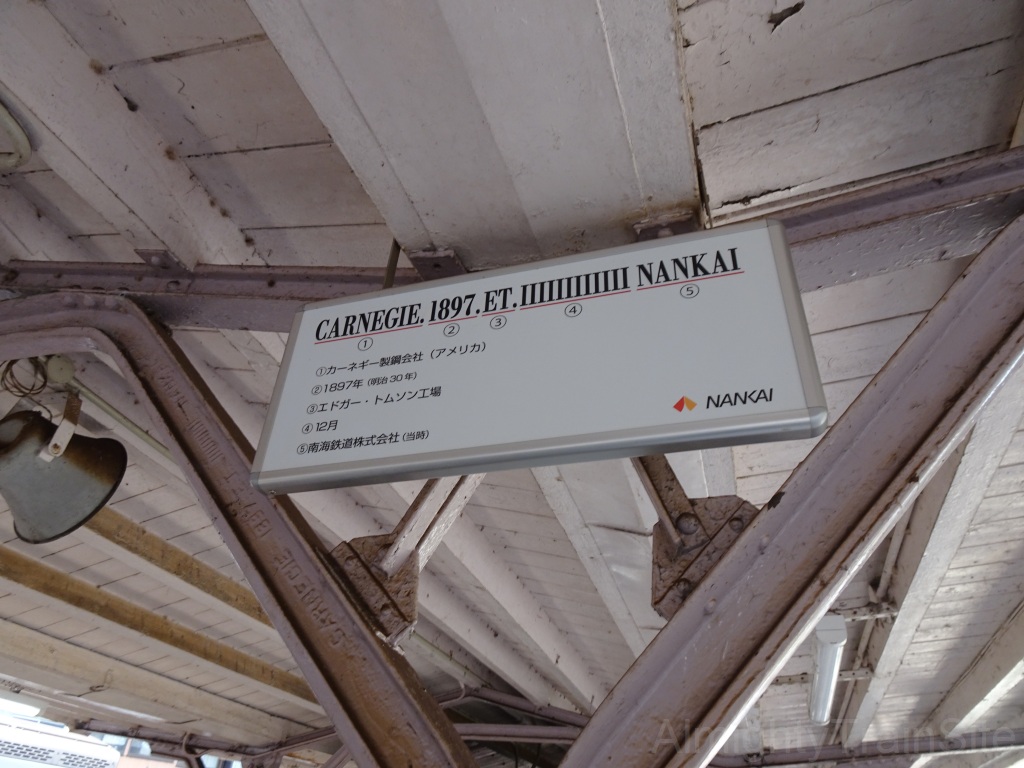 CARNEGIE. 1897. ET. IIIIIIIIIIII NANKAI
① ② ③ ④ ⑤
①カーネギー製鋼会社（アメリカ）
②1897年（明治30年）
③エドガー・トムソン工場
④12月
⑤南海鉄道株式会社（当時）
NANKAI
CARNEGIE 1897